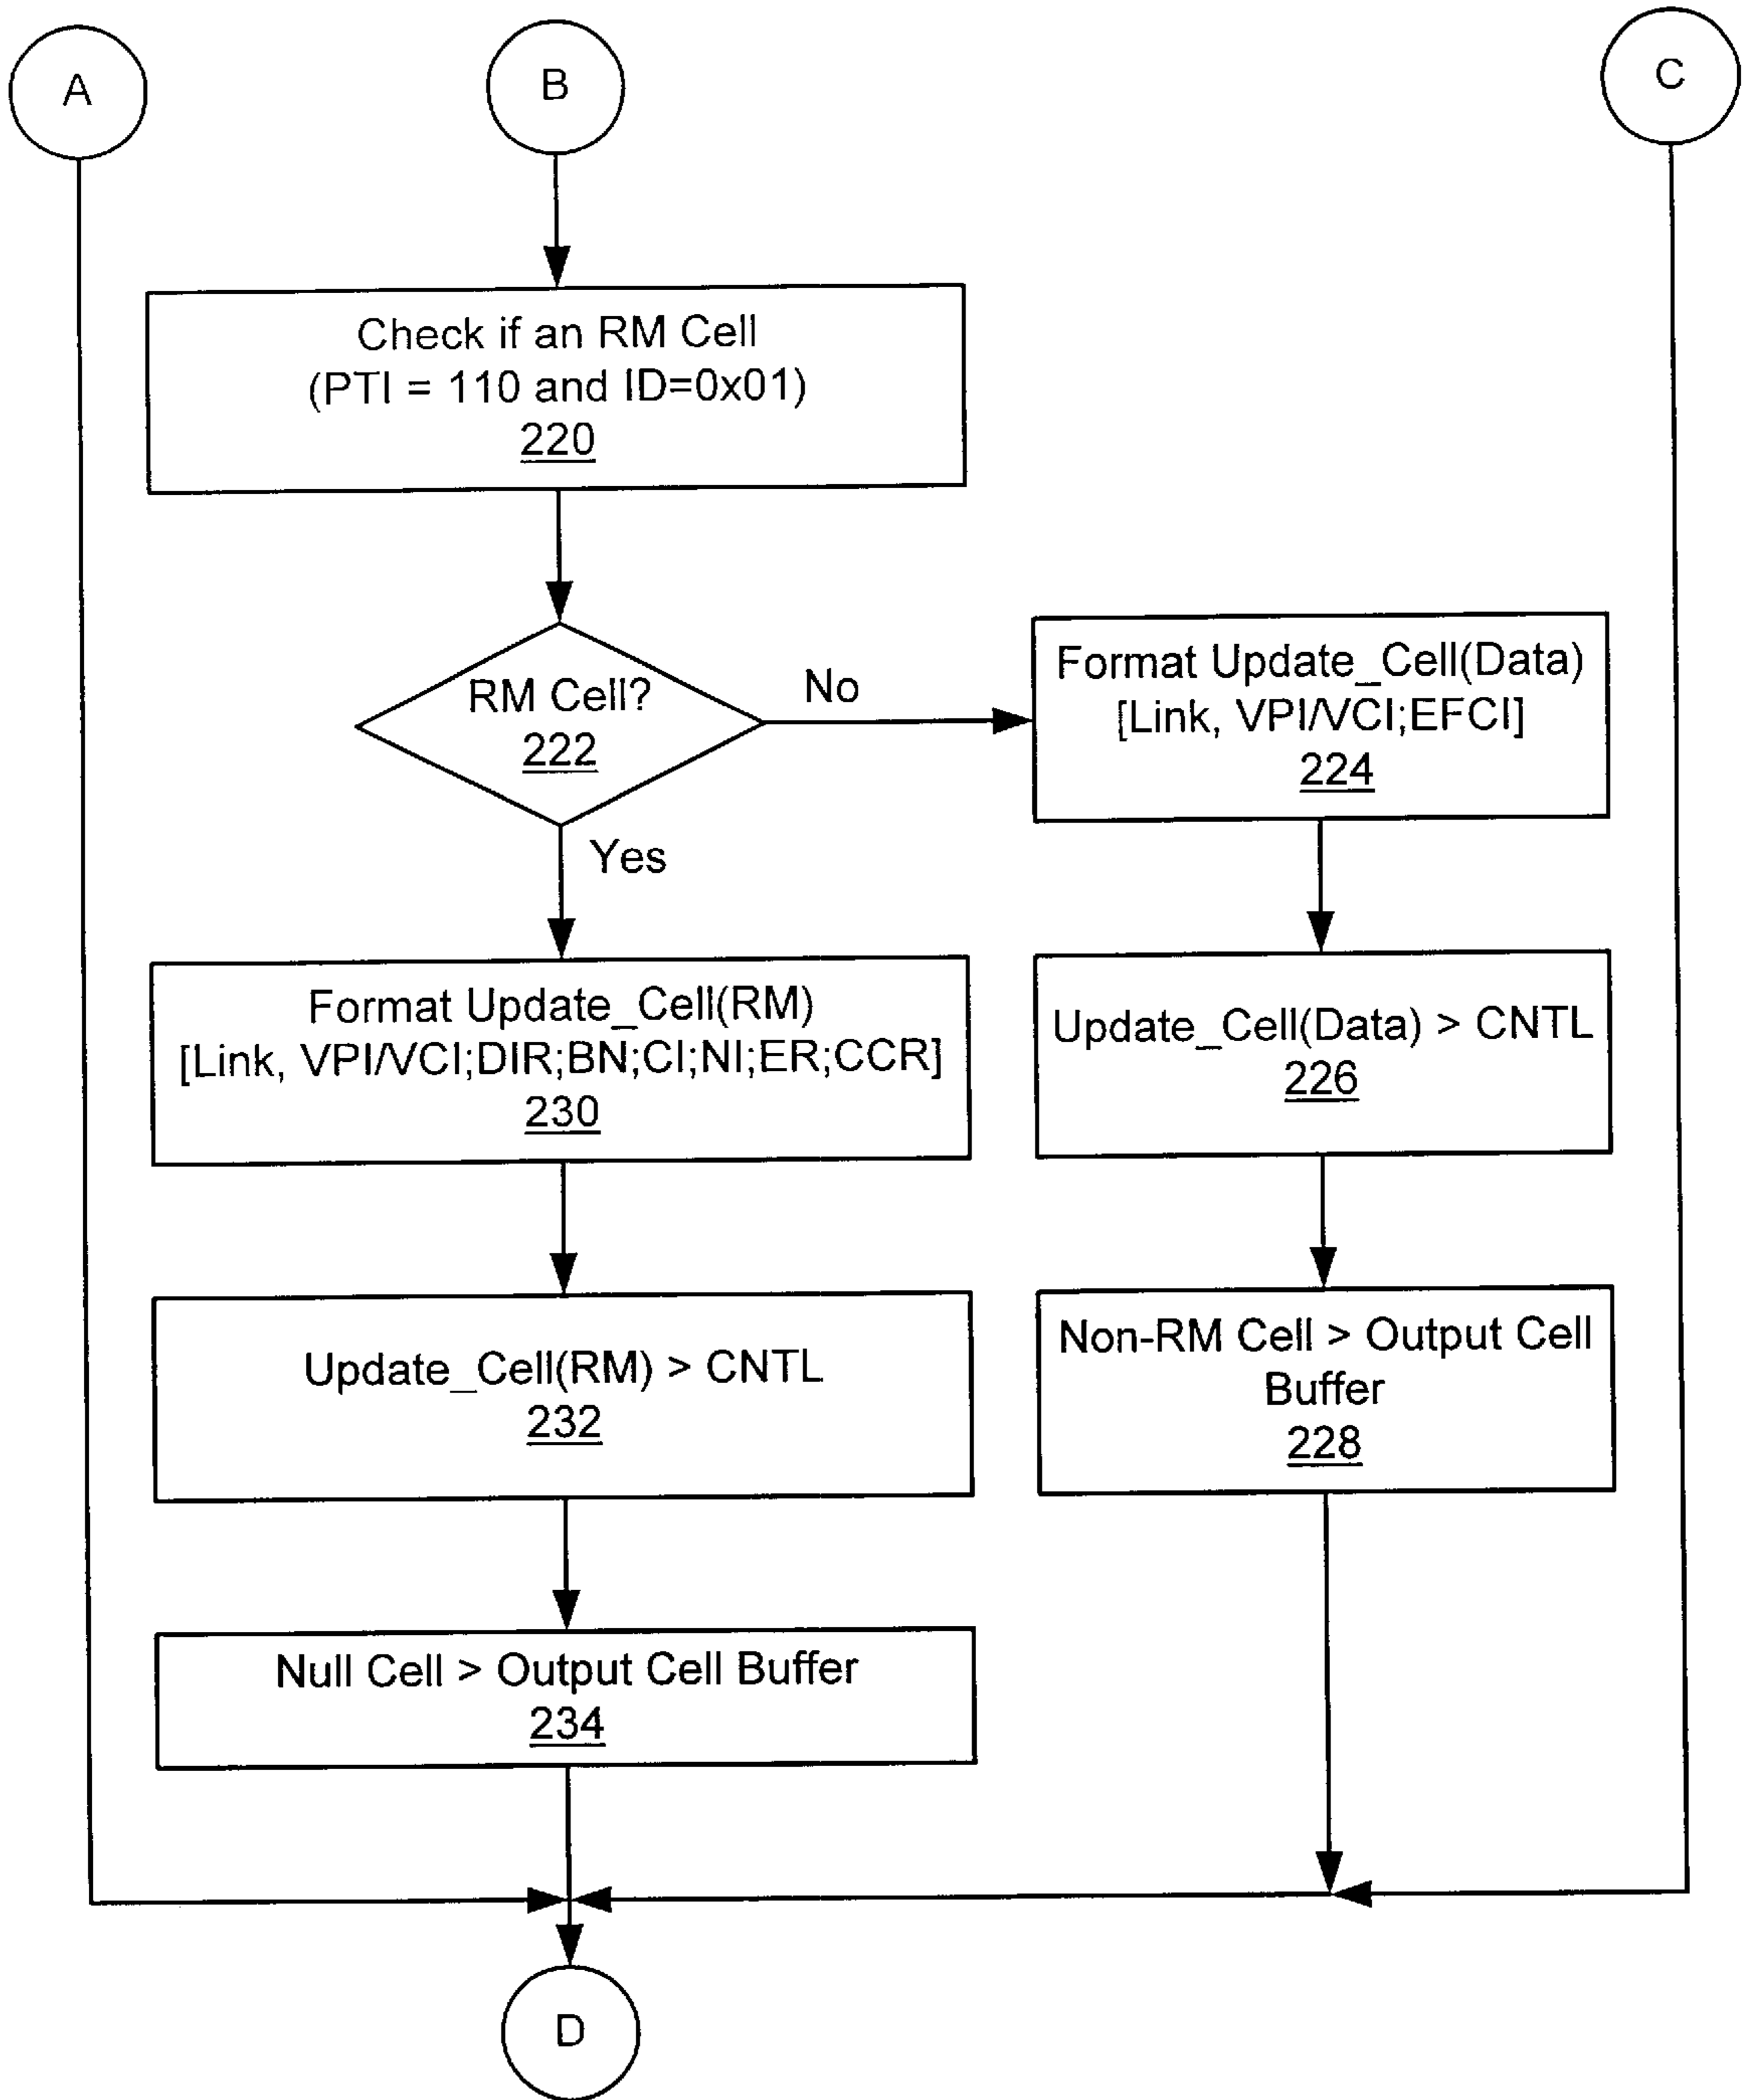 A
B
C
Check if an RM Cell
(PTI = 110 and ID=0x01)
220
RM Cell?
222
No
Yes
Format Update_Cell(Data)
[Link, VPI/VCI;EFCI]
224
Update_Cell(Data) > CNTL
226
Non-RM Cell > Output Cell
Buffer
228
Format Update_Cell(RM)
[Link, VPI/VCI;DIR;BN;CI;NI;ER;CCR]
230
Update_Cell(RM) > CNTL
232
Null Cell > Output Cell Buffer
234
D